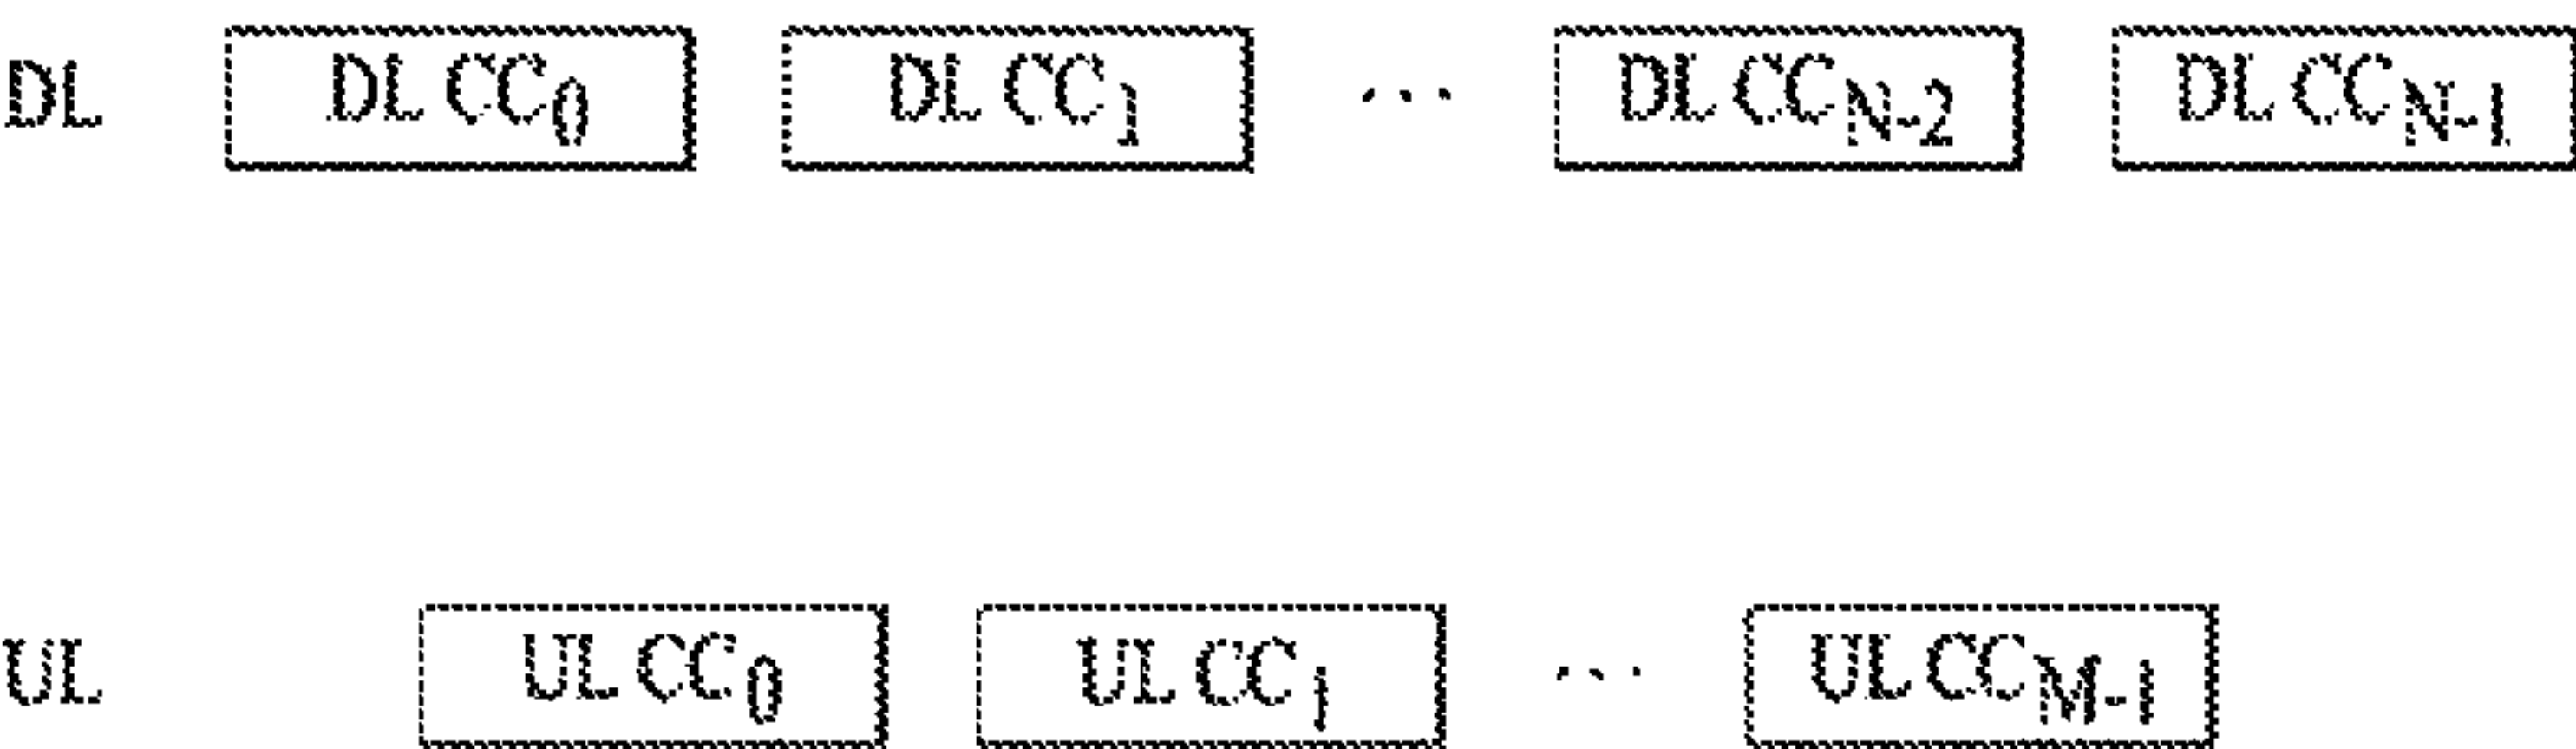 DL DL CC0 DL CC1 ... DL CCN-2 DL CCN-1
UL UL CC0 UL CC1 ... UL CCM-1